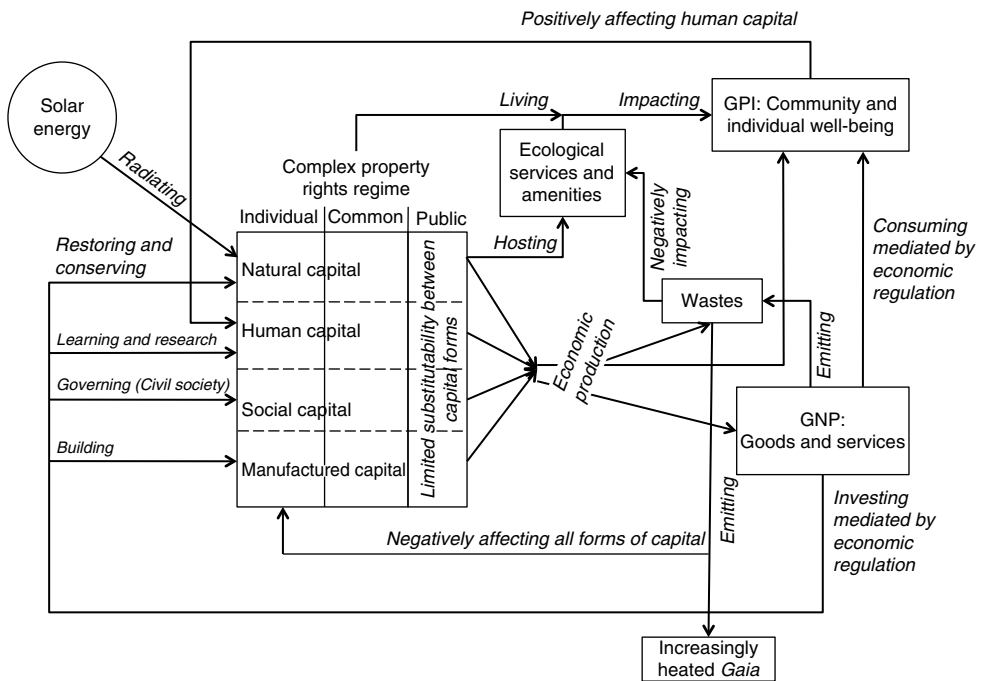 Positively affecting human capital
Solar
energy
Radiating
Living
Impacting
GPI: Community and
individual well-being
Complex property
rights regime
Ecological
services and
amenities
Individual
Common
Public
Hosting
Negatively
impacting
Consuming
mediated by
economic
regulation
Restoring and
conserving
Natural capital
Wastes
Human capital
Learning and research
Limited substitutability between
capital forms
Economic
production
Emitting
Governing (Civil society)
Social capital
GNP:
Goods and services
Building
Manufactured capital
Emitting
Investing
mediated by
economic
regulation
Negatively affecting all forms of capital
Increasingly
heated Gaia